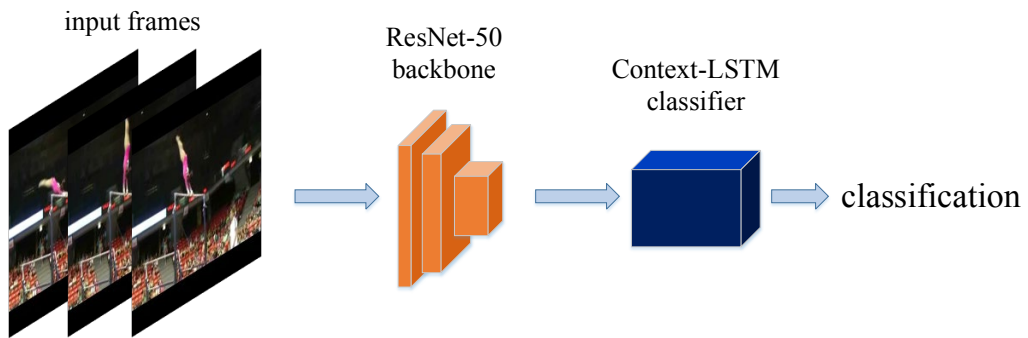 input frames
ResNet-50
backbone
Context-LSTM
classifier
classification